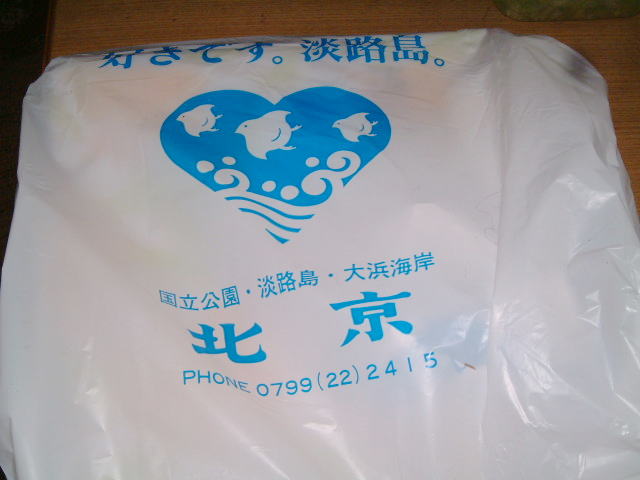 好きです。淡路島。
国立公園・淡路島・大浜海岸
北京
PHONE 0799(22)2415